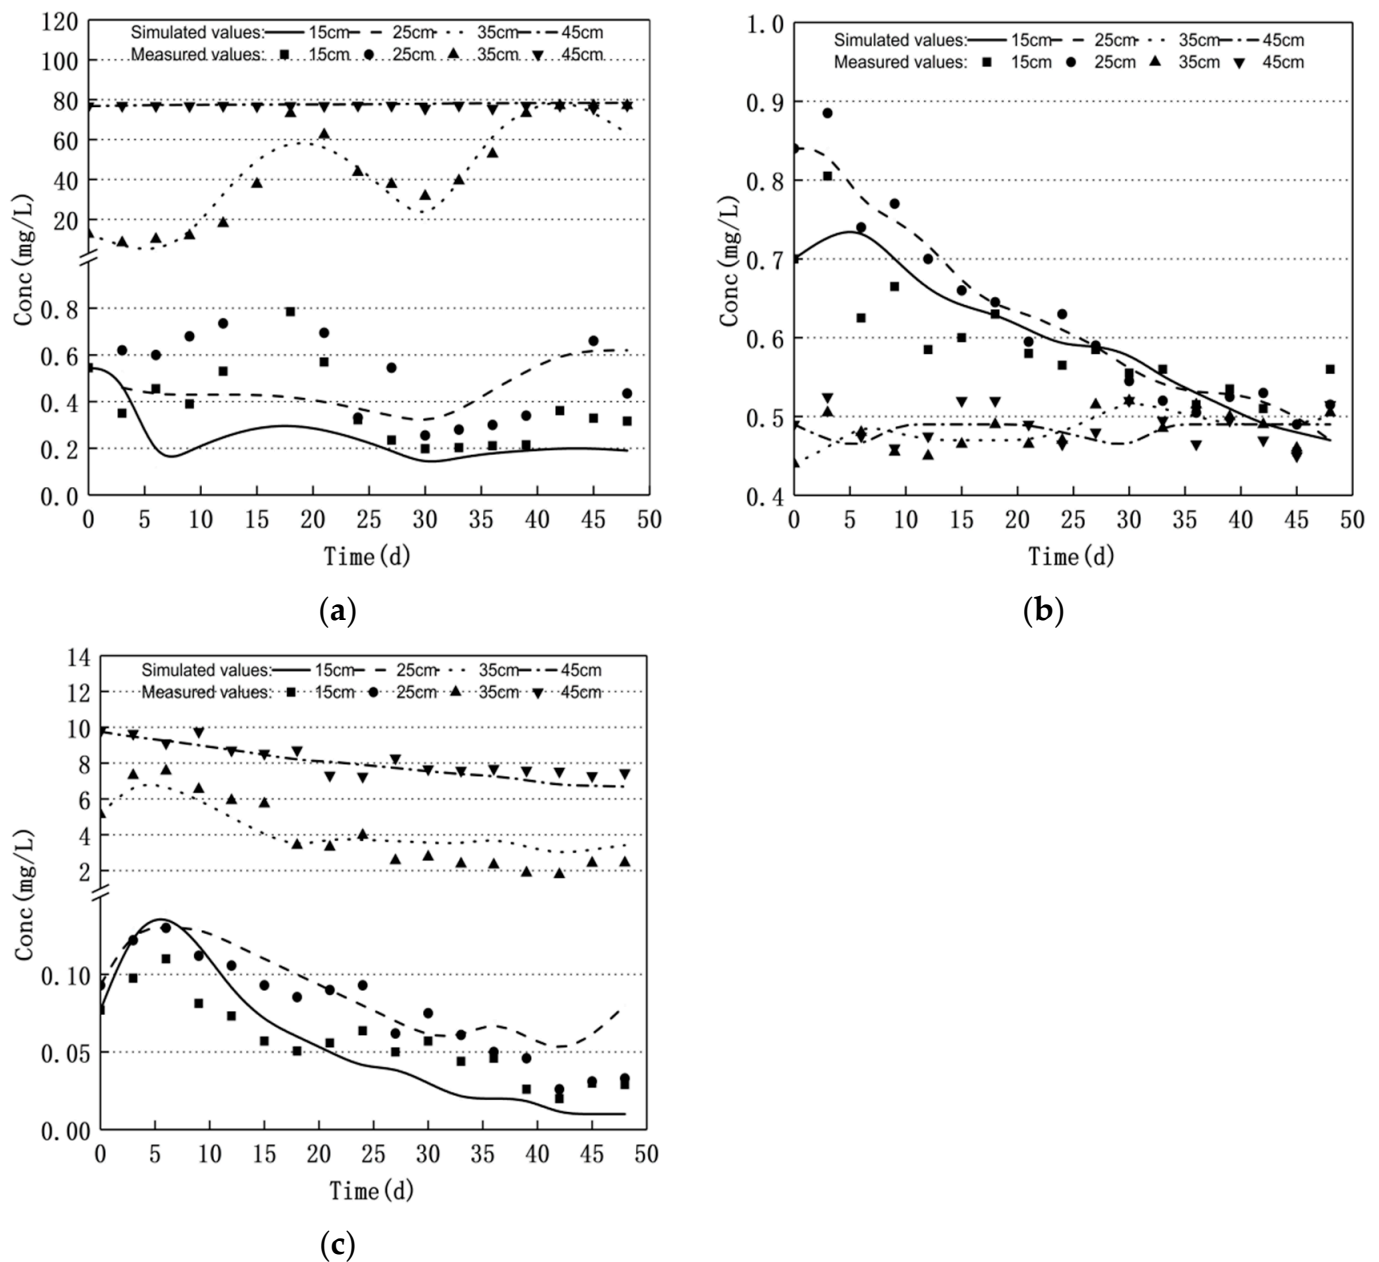 120
100
80
60
40
20
0.8
0.6
0.4
0.2
0.0
Conc(mg/L)
Simulated values: 15cm 25cm 35cm 45cm
Measured values: 15cm 25cm 35cm 45cm
0 5 10 15 20 25 30 35 40 45 50
Time(d)
(a)
1.0
0.9
0.8
0.7
0.6
0.5
0.4
Conc(mg/L)
Simulated values: 15cm 25cm 35cm 45cm
Measured values: 15cm 25cm 35cm 45cm
0 5 10 15 20 25 30 35 40 45 50
Time(d)
(b)
14
12
10
8
6
4
2
0.10
0.05
0.00
Conc(mg/L)
Simulated values: 15cm 25cm 35cm 45cm
Measured values: 15cm 25cm 35cm 45cm
0 5 10 15 20 25 30 35 40 45 50
Time(d)
(c)